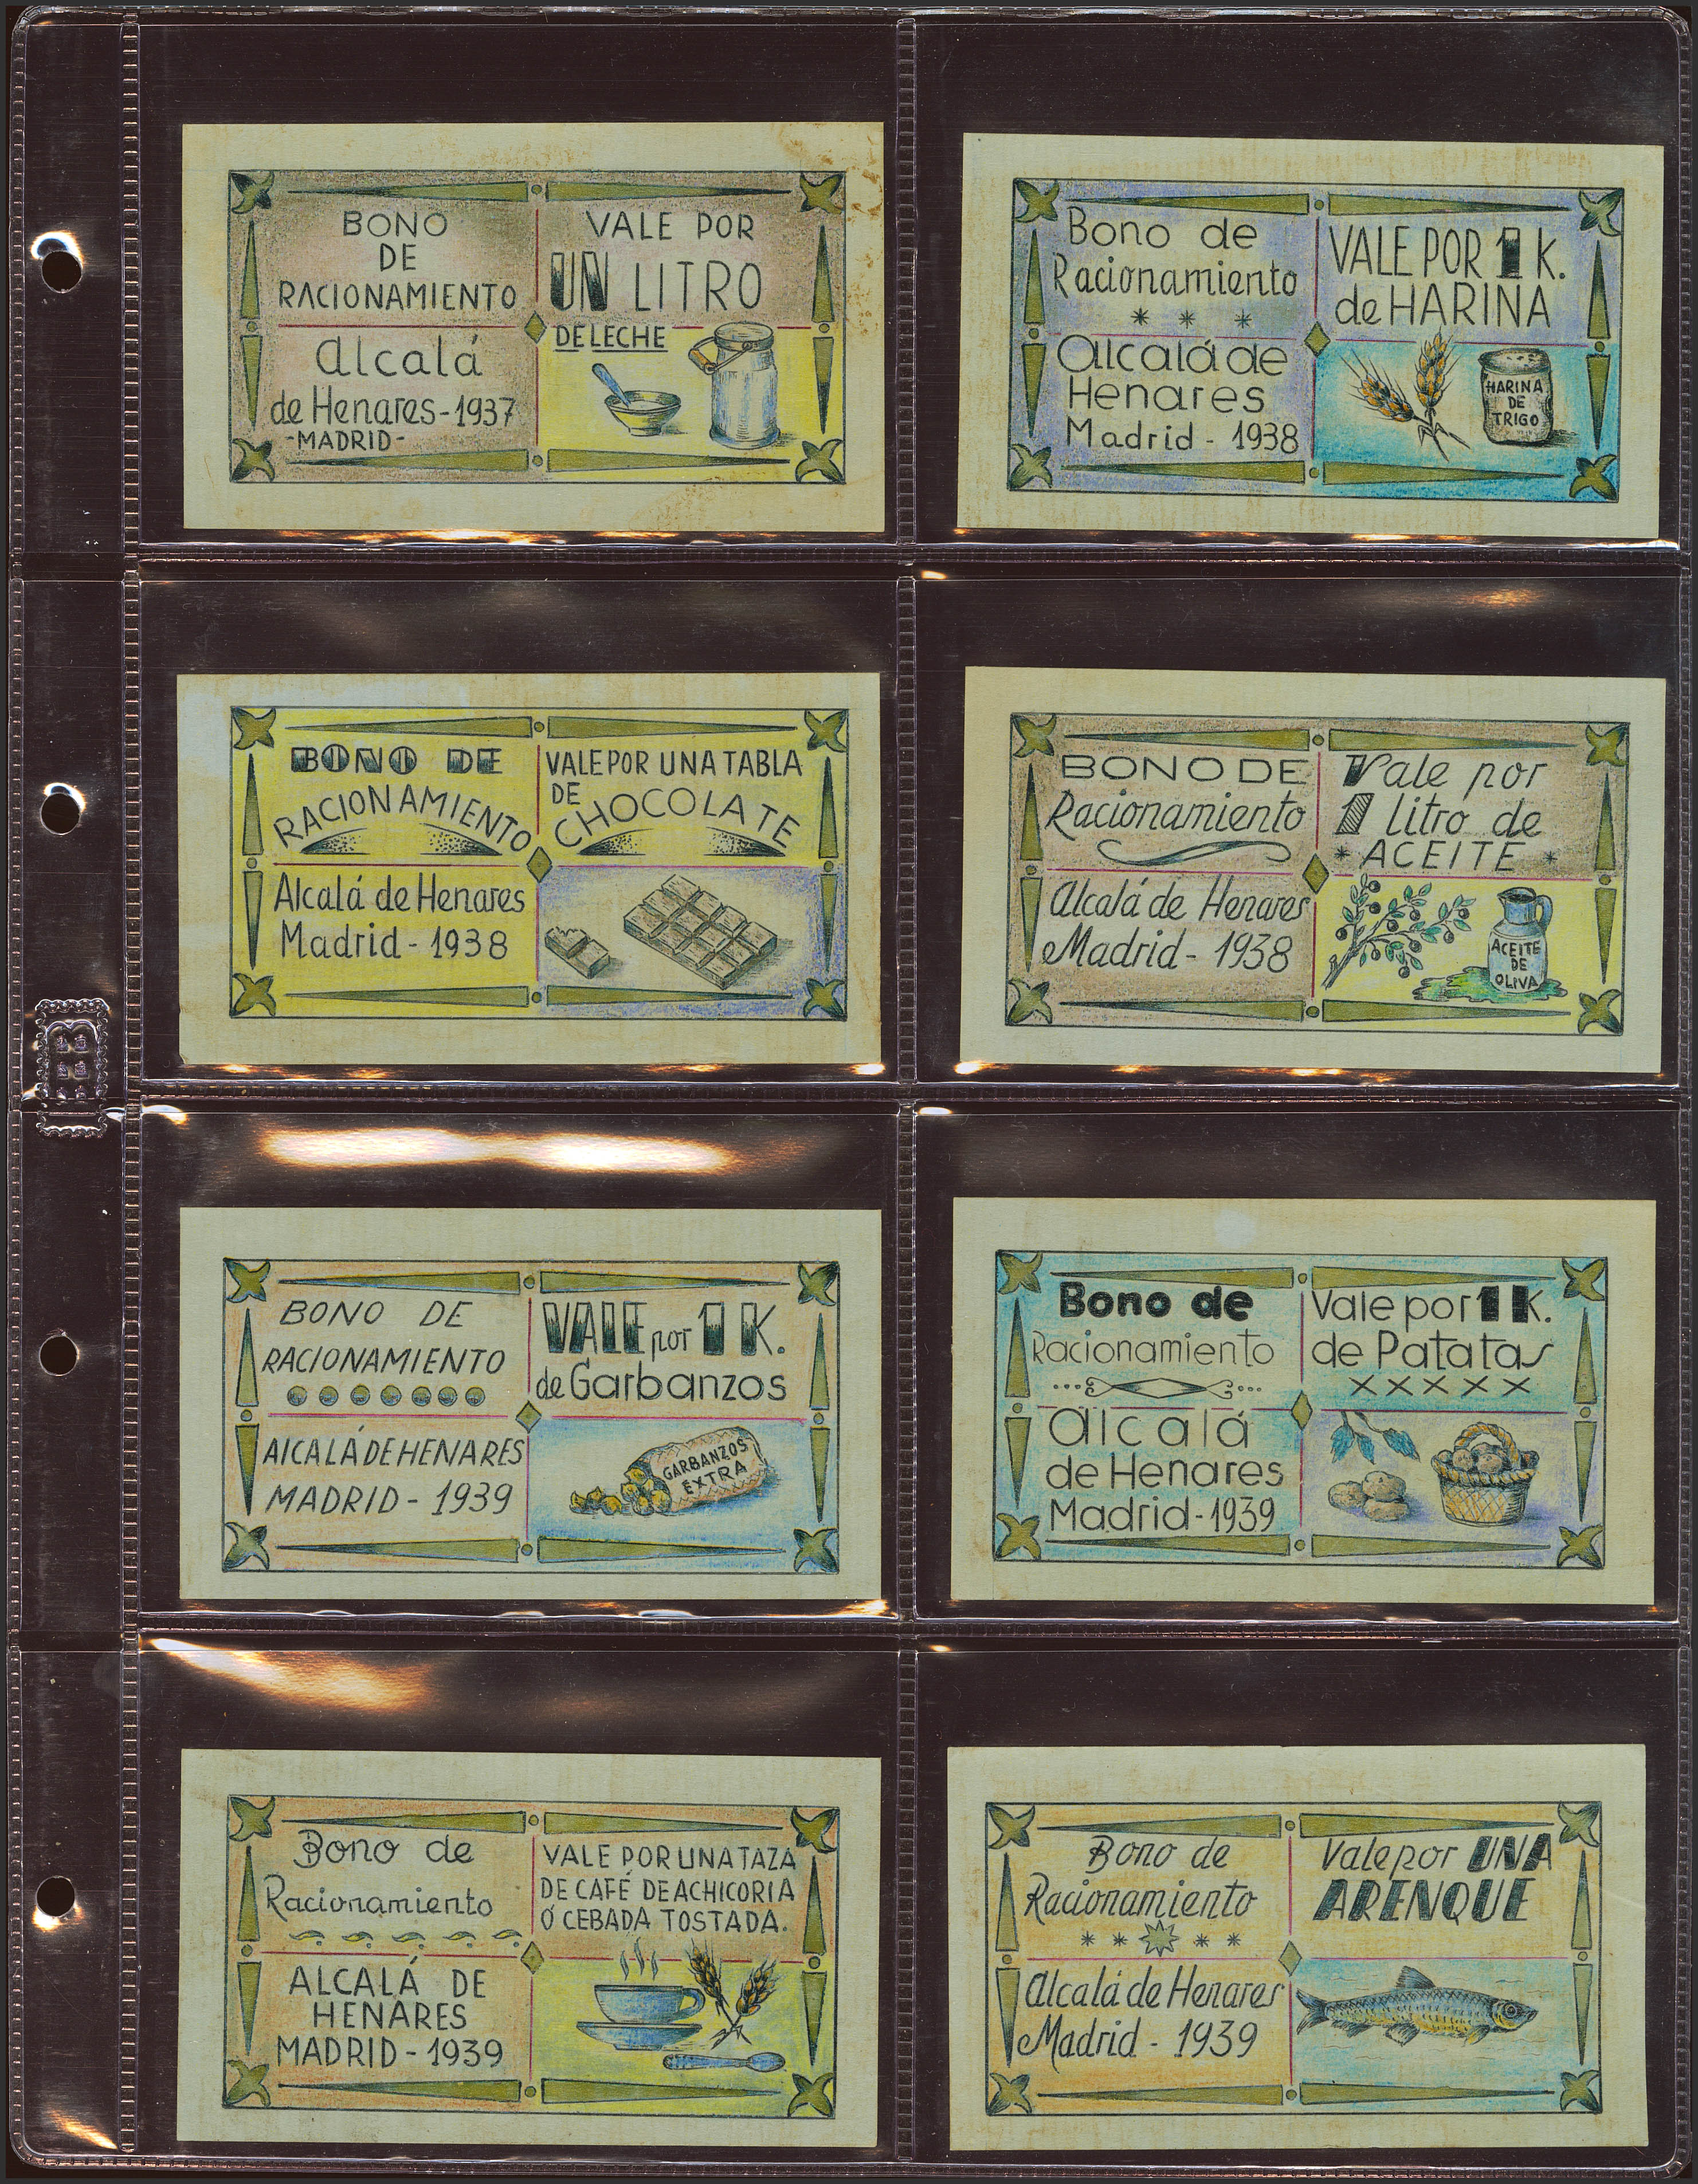 BONO
DE
RACIONAMIENTO
Alcalá
de Henares-1937
-MADRID-
VALE POR
UN LITRO
DE LECHE
Bono de
Racionamiento
* * *
Alcalá de
Henares
Madrid - 1938
VALE POR 1 K.
de HARINA
HARINA
DE
TRIGO
BONO DE
RACIONAMIENTO
Alcalá de Henares
Madrid - 1938
VALE POR UNA TABLA
DE
CHOCOLATE
BONO DE
Racionamiento
Alcalá de Henares
Madrid - 1938
Vale por
1 litro de
* ACEITE *
ACEITE
DE
OLIVA
BONO DE
RACIONAMIENTO
AlCALÁ DE HENARES
MADRID - 1939
VALE por 1 K.
de Garbanzos
GARBANZOS
EXTRA
Bono de
Racionamiento
Alcalá
de Henares
Madrid-1939
Vale por 1 K.
de Patatas
×××××
Bono de
Racionamiento
ALCALÁ DE
HENARES
MADRID - 1939
VALE POR UNA TAZA
DE CAFÉ DE ACHICORIA
Ó CEBADA TOSTADA.
Bono de
Racionamiento
* * * *
Alcalá de Henares
Madrid - 1939
Vale por UNA
ARENQUE